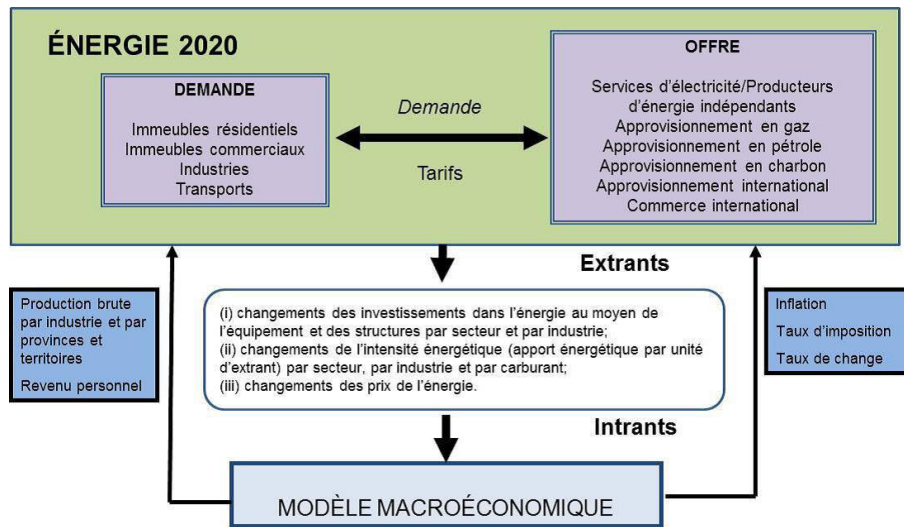 ÉNERGIE 2020
DEMANDE
Immeubles résidentiels
Immeubles commerciaux
Industries
Transports
Demande
Tarifs
OFFRE
Services d'électricité/Producteurs
d'énergie indépendants
Approvisionnement en gaz
Approvisionnement en pétrole
Approvisionnement en charbon
Approvisionnement international
Commerce international
Extrants
Production brute
par industrie et par
provinces et
territoires
Revenu personnel
(i) changements des investissements dans l'énergie au moyen de
l'équipement et des structures par secteur et par industrie;
(ii) changements de l'intensité énergétique (apport énergétique par unité
d'extrant) par secteur, par industrie et par carburant;
(iii) changements des prix de l'énergie.
Inflation
Taux d'imposition
Taux de change
Intrants
MODÈLE MACROÉCONOMIQUE